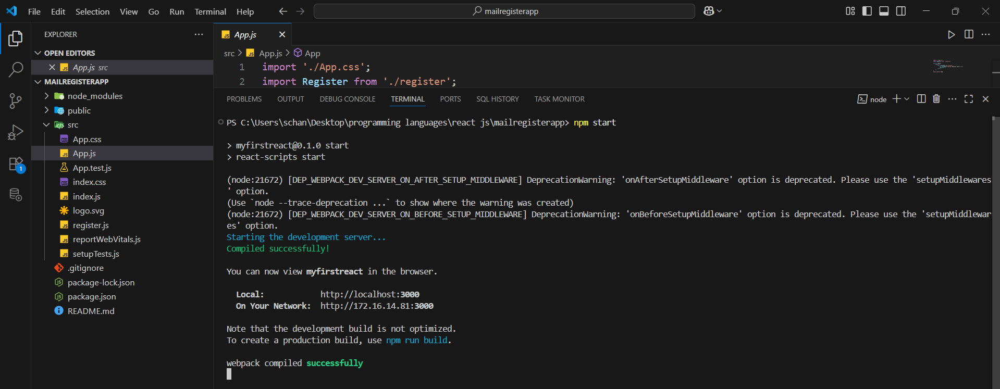 File Edit Selection View Go Run Terminal Help
mailregisterapp
EXPLORER
OPEN EDITORS
App.js src
MAILREGISTERAPP
node_modules
public
src
App.css
App.js
App.test.js
index.css
index.js
logo.svg
register.js
reportWebVitals.js
setupTests.js
.gitignore
package-lock.json
package.json
README.md
1
App.js
src > App.js > App
1 import './App.css';
2 import Register from './register';
PROBLEMS OUTPUT DEBUG CONSOLE TERMINAL PORTS SQL HISTORY TASK MONITOR
node
PS C:\Users\schan\Desktop\programming languages\react js\mailregisterapp> npm start
> myfirstreact@0.1.0 start
> react-scripts start
(node:21672) [DEP_WEBPACK_DEV_SERVER_ON_AFTER_SETUP_MIDDLEWARE] DeprecationWarning: 'onAfterSetupMiddleware' option is deprecated. Please use the 'setupMiddlewares
' option.
(Use `node --trace-deprecation ...` to show where the warning was created)
(node:21672) [DEP_WEBPACK_DEV_SERVER_ON_BEFORE_SETUP_MIDDLEWARE] DeprecationWarning: 'onBeforeSetupMiddleware' option is deprecated. Please use the 'setupMiddlewar
es' option.
Starting the development server...
Compiled successfully!
You can now view myfirstreact in the browser.
Local: http://localhost:3000
On Your Network: http://172.16.14.81:3000
Note that the development build is not optimized.
To create a production build, use npm run build.
webpack compiled successfully